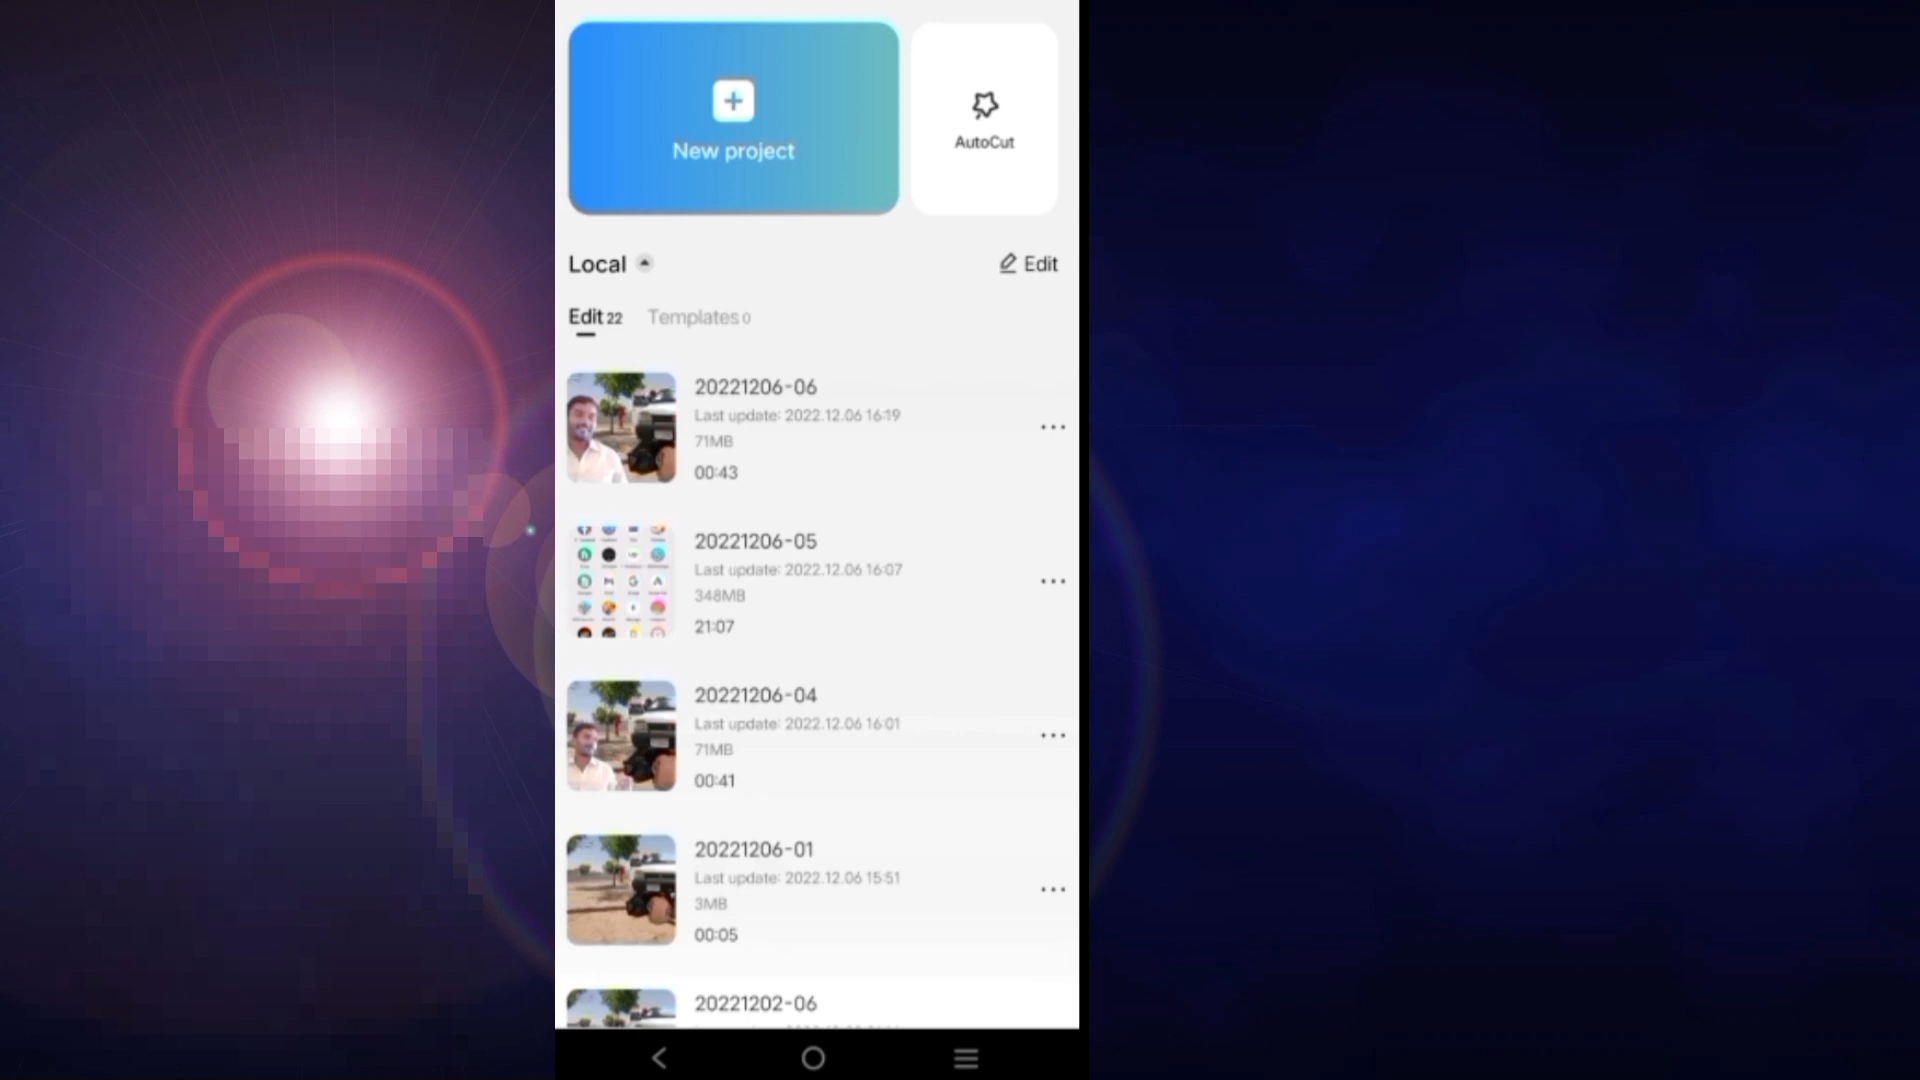 New project
AutoCut
Local
Edit
Edit 22
Templates 0
20221206-06
Last update: 2022.12.06 16:19
71MB
00:43
20221206-05
Last update: 2022.12.06 16:07
348MB
21:07
20221206-04
Last update: 2022.12.06 16:01
71MB
00:41
20221206-01
Last update: 2022.12.06 15:51
3MB
00:05
20221202-06